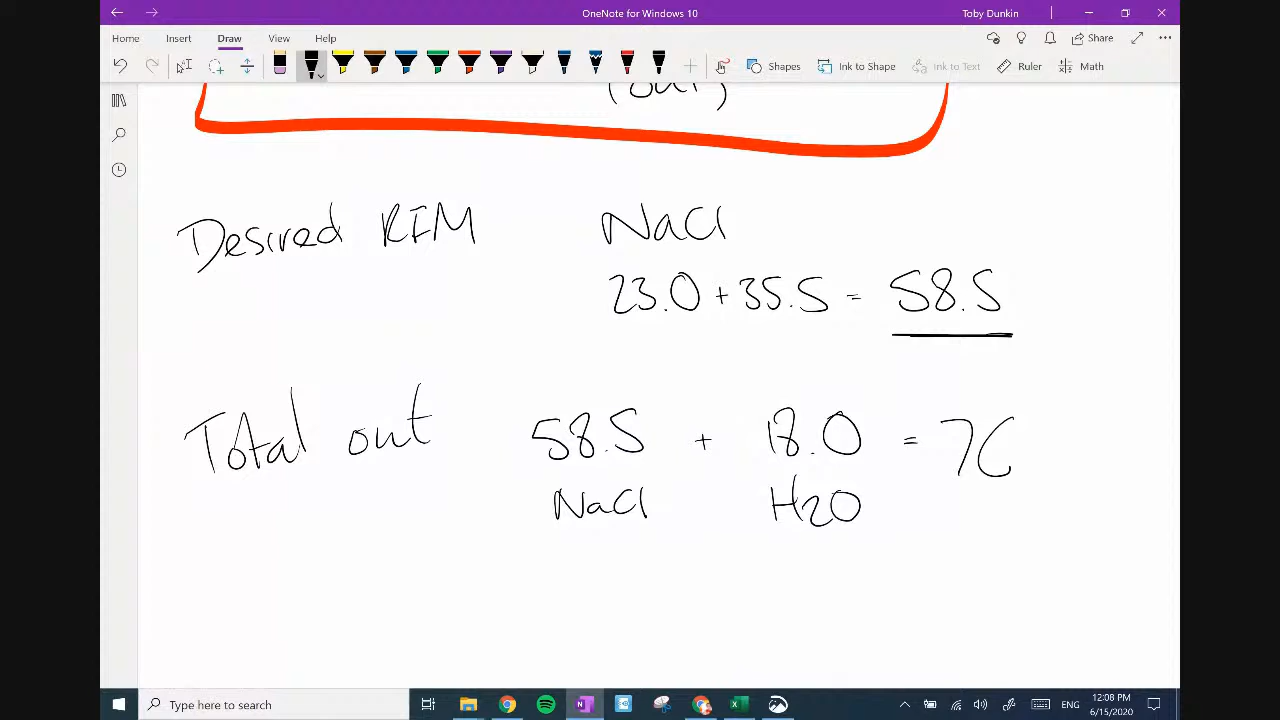 OneNote for Windows 10
Toby Dunkin
Home Insert Draw View Help
Share
Shapes Ink to Shape Ink to Text Ruler Math
Desired RFM NaCl
23.0 + 35.5 = 58.5
Total out 58.5 + 18.0 = 7
NaCl H2O
Type here to search
ENG
12:08 PM
6/15/2020